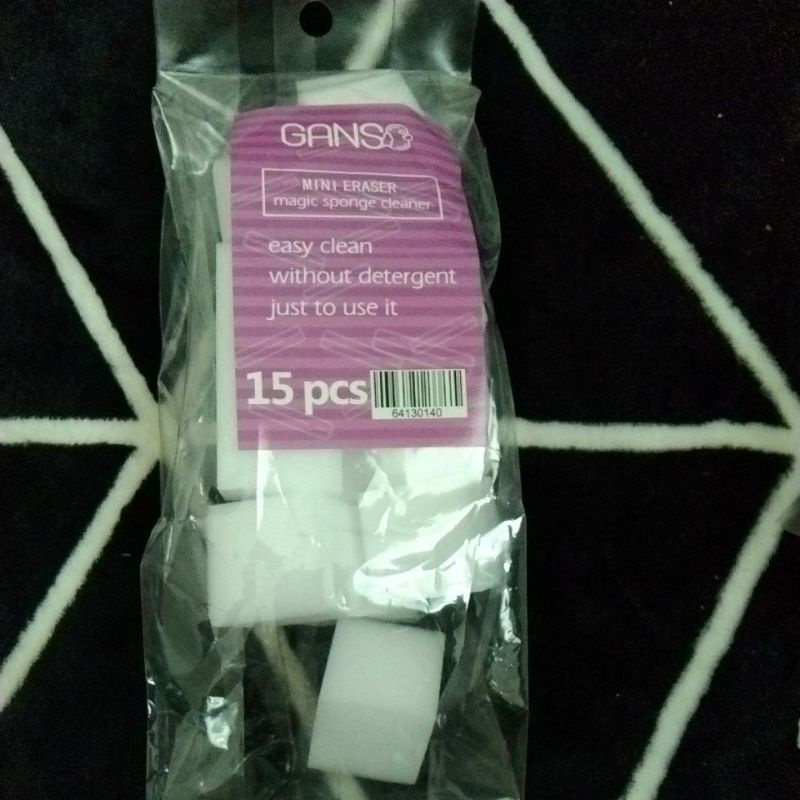 GANSO
MINI ERASER
magic sponge cleaner
easy clean
without detergent
just to use it
15 pcs
64130140